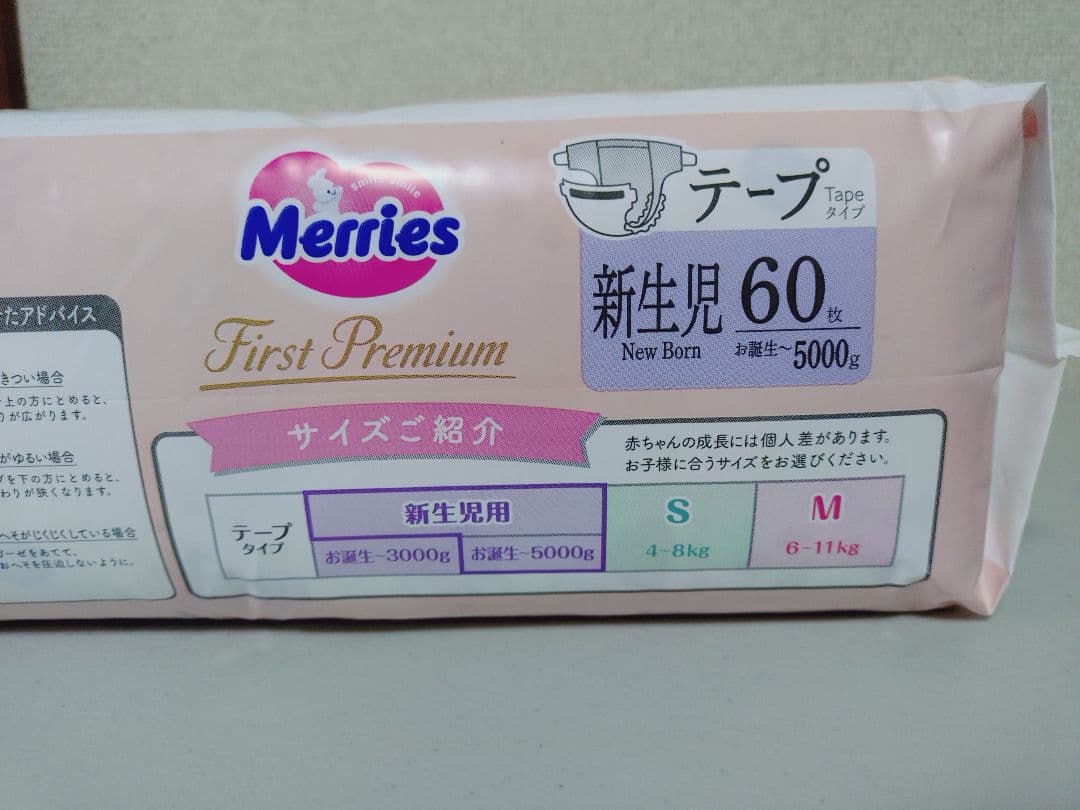 smile smile
Merries
First Premium
テープ
Tape
タイプ
新生児
New Born
60枚
お誕生~5000g
たアドバイス
きつい場合
上の方にとめると、
りが広がります。
がゆるい場合
を下の方にとめると、
わりが狭くなります。
へそがじくじくしている場合
ーゼをあてて、
おへそを圧迫しないように。
サイズご紹介
赤ちゃんの成長には個人差があります。
お子様に合うサイズをお選びください。
テープ
タイプ
新生児用
お誕生~3000g
お誕生~5000g
S
4~8kg
M
6~11kg